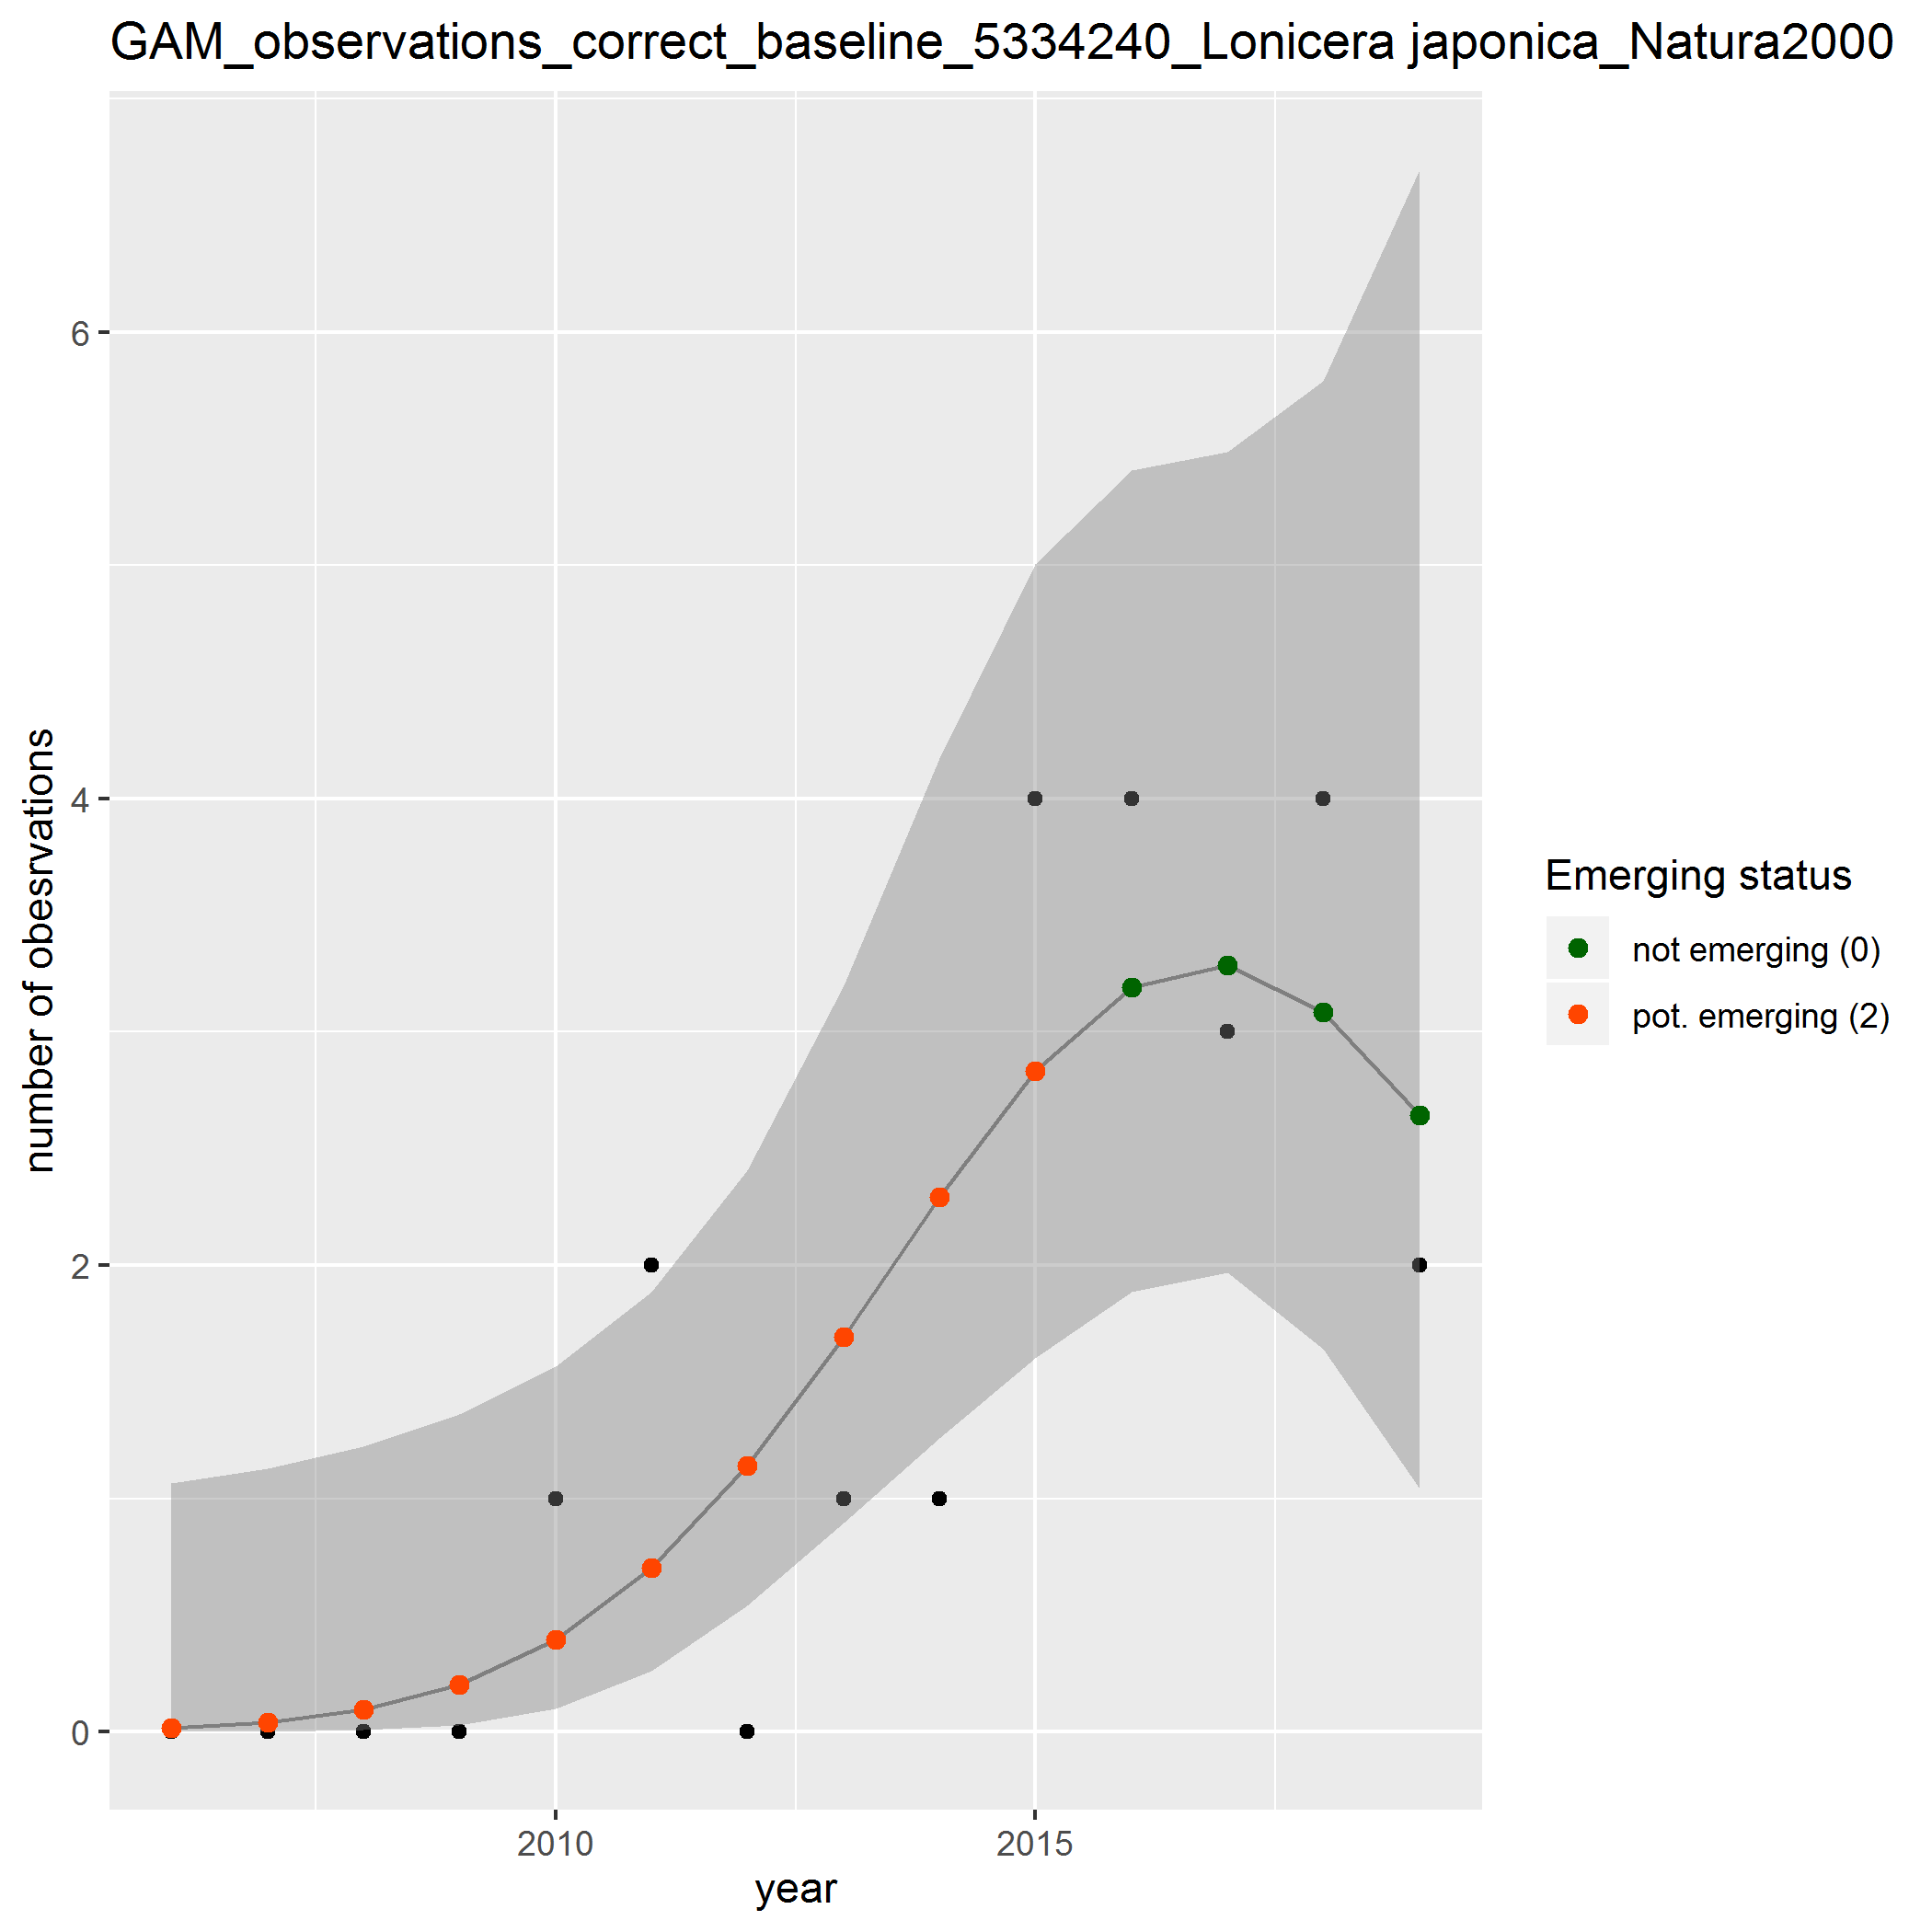 GAM_observations_correct_baseline_5334240_Lonicera japonica_Natura2000
number of obesrvations
6
4
2
0
2010
2015
year
Emerging status
not emerging (0)
pot. emerging (2)